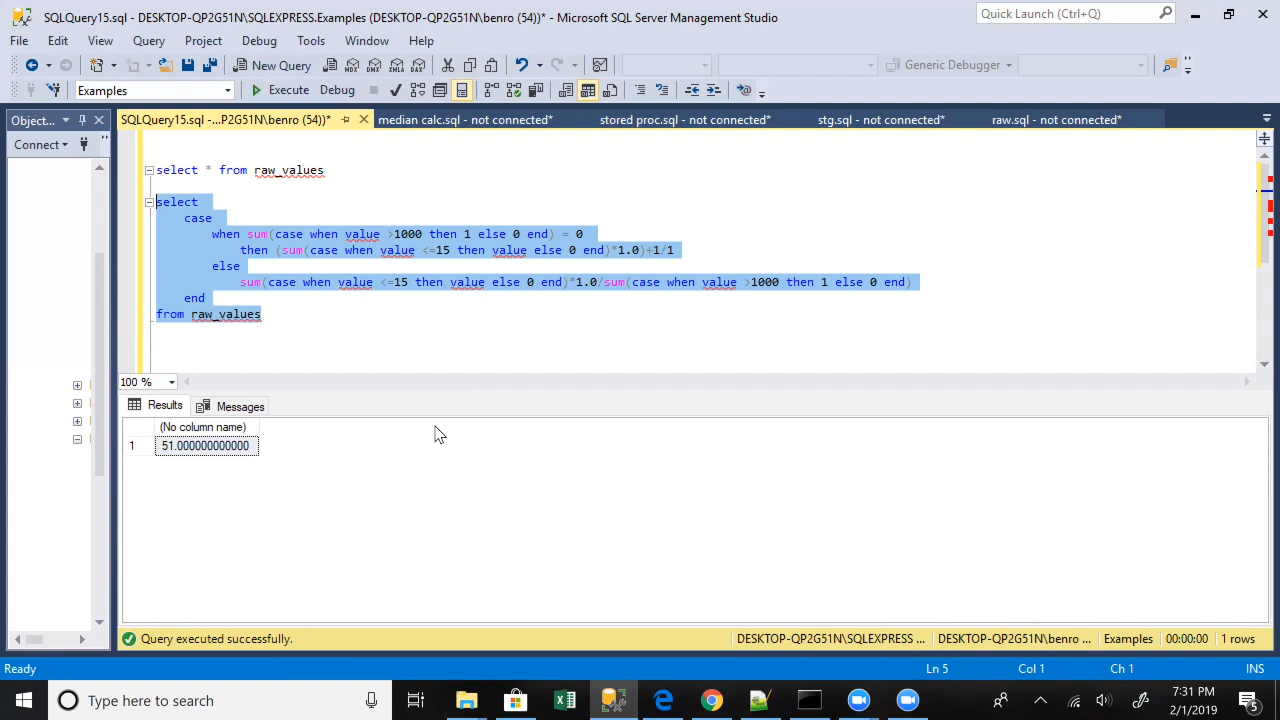 SQLQuery15.sql - DESKTOP-QP2G51N\SQLEXPRESS.Examples (DESKTOP-QP2G51N\benro (54))* - Microsoft SQL Server Management Studio
Quick Launch (Ctrl+Q)
File Edit View Query Project Debug Tools Window Help
New Query
MDX DMX XMLA DAX
Generic Debugger
Examples
Execute Debug
Object...
SQLQuery15.sql -...P2G51N\benro (54))* median calc.sql - not connected* stored proc.sql - not connected* stg.sql - not connected* raw.sql - not connected*
Connect
select * from raw_values
select
case
when sum(case when value >1000 then 1 else 0 end) = 0
then (sum(case when value <=15 then value else 0 end)*1.0)+1/1
else
sum(case when value <=15 then value else 0 end)*1.0/sum(case when value >1000 then 1 else 0 end)
end
from raw_values
100 %
Results Messages
(No column name)
1 51.000000000000
Query executed successfully.
DESKTOP-QP2G51N\SQLEXPRESS ... DESKTOP-QP2G51N\benro ... Examples 00:00:00 1 rows
Ready Ln 5 Col 1 Ch 1 INS
Type here to search
7:31 PM
2/1/2019
5